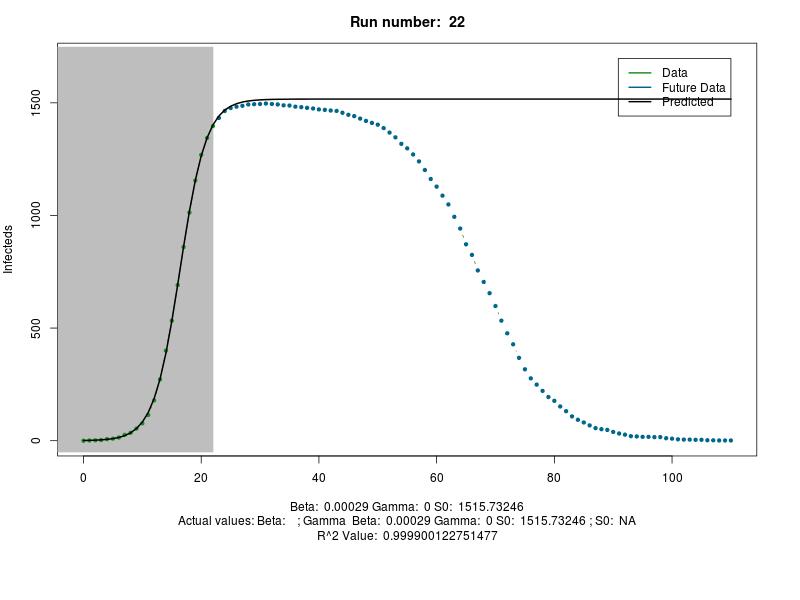 Run number:  22
Data
Future Data
Predicted
Infecteds
1500
1000
500
0
0 20 40 60 80 100
Beta:  0.00029 Gamma:  0 S0:  1515.73246
Actual values: Beta:    ; Gamma  Beta:  0.00029 Gamma:  0 S0:  1515.73246 ; S0:  NA
R^2 Value:  0.999900122751477